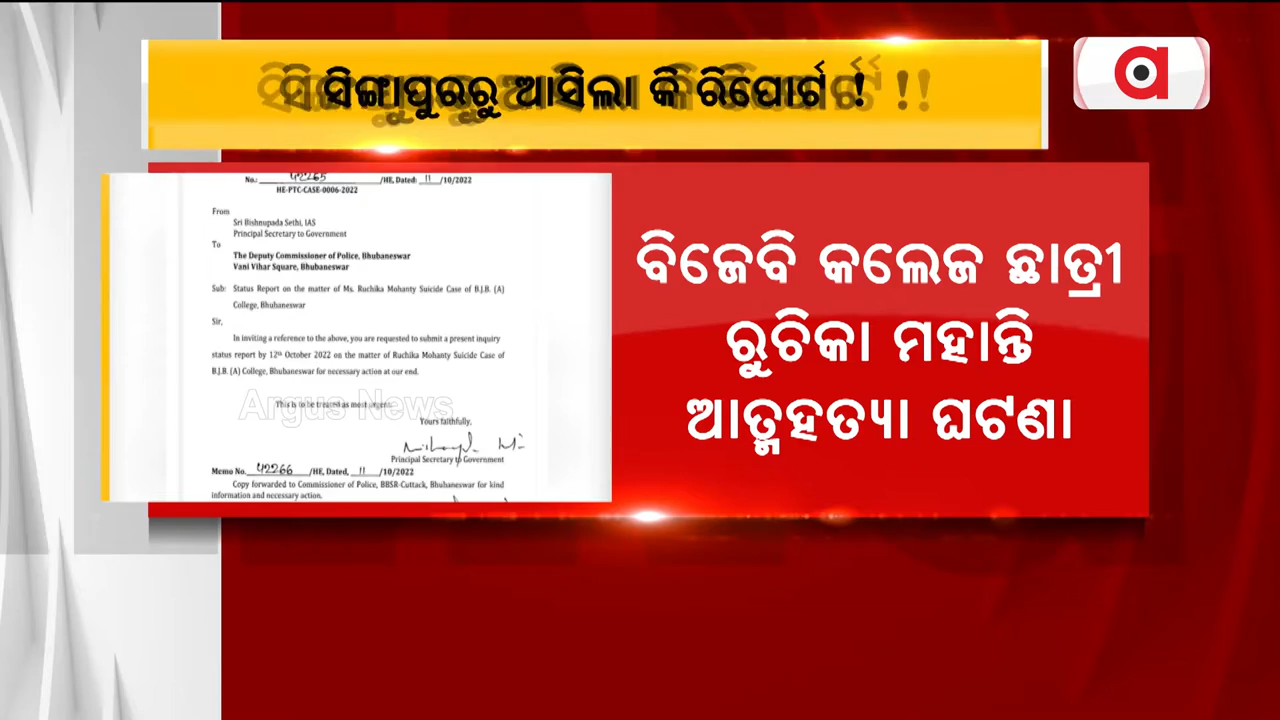 ସିଙ୍ଗାପୁରରୁ ଆସିଲା କି ରିପୋର୍ଟ !
a
No.: 42265 /HE, Dated: 11 /10/2022
HE-PTC-CASE-0006-2022
From
Sri Bishnupada Sethi, IAS
Principal Secretary to Government
To
The Deputy Commissioner of Police, Bhubaneswar
Vani Vihar Square, Bhubaneswar
Sub: Status Report on the matter of Ms. Ruchika Mohanty Suicide Case of B.J.B. (A)
College, Bhubaneswar
Sir,
In inviting a reference to the above, you are requested to submit a present inquiry
status report by 12th October 2022 on the matter of Ruchika Mohanty Suicide Case of
B.J.B. (A) College, Bhubaneswar for necessary action at our end.
This is to be treated as most urgent.
Argus News
Yours faithfully,
Principal Secretary to Government
Memo No. 42266 /HE, Dated, 11 /10/2022
Copy forwarded to Commissioner of Police, BBSR-Cuttack, Bhubaneswar for kind
information and necessary action.
ବିଜେବି କଲେଜ ଛାତ୍ରୀ
ରୁଚିକା ମହାନ୍ତି
ଆତ୍ମହତ୍ୟା ଘଟଣା